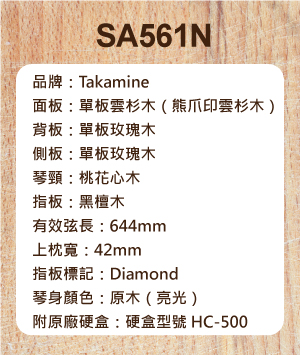 SA561N
品牌：Takamine
面板：單板雲杉木（熊爪印雲杉木）
背板：單板玫瑰木
側板：單板玫瑰木
琴頸：桃花心木
指板：黑檀木
有效弦長：644mm
上枕寬：42mm
指板標記：Diamond
琴身顏色：原木（亮光）
附原廠硬盒：硬盒型號 HC-500